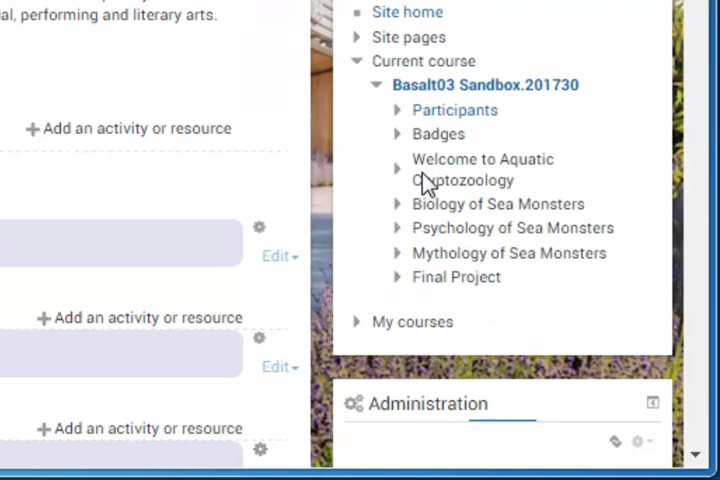 al, performing and literary arts.
Add an activity or resource
Edit
Add an activity or resource
Edit
Add an activity or resource
Site home
Site pages
Current course
Basalt03 Sandbox.201730
Participants
Badges
Welcome to Aquatic
Cryptozoology
Biology of Sea Monsters
Psychology of Sea Monsters
Mythology of Sea Monsters
Final Project
My courses
Administration